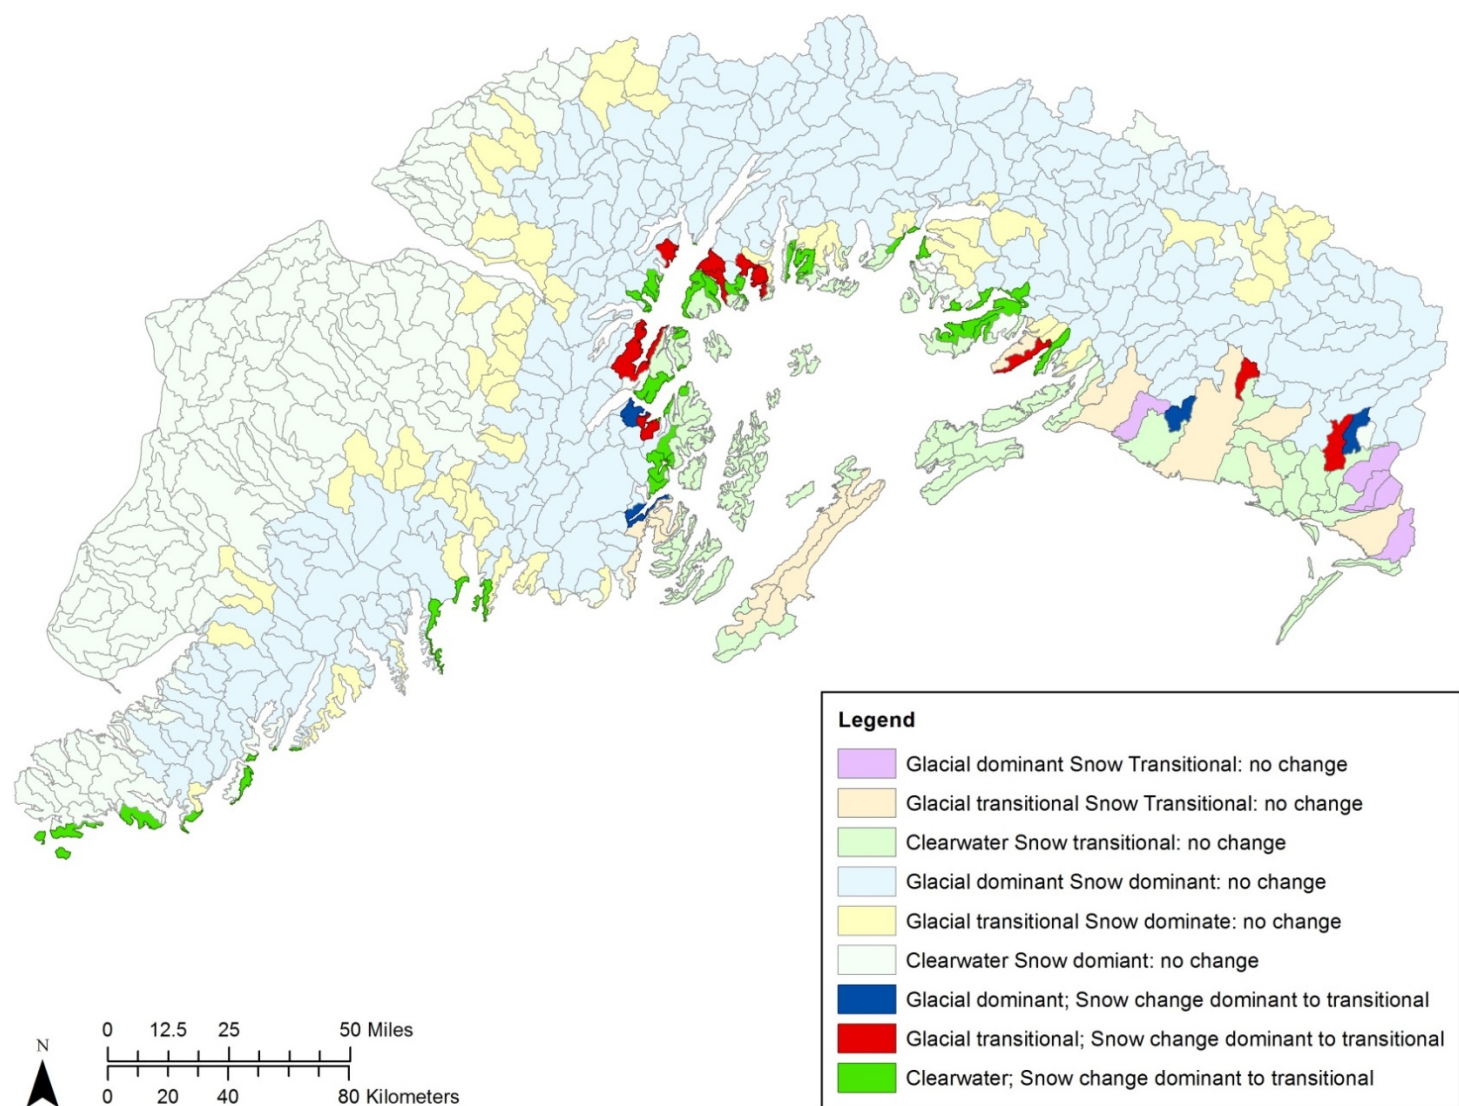 Legend
Glacial dominant Snow Transitional: no change
Glacial transitional Snow Transitional: no change
Clearwater Snow transitional: no change
Glacial dominant Snow dominant: no change
Glacial transitional Snow dominate: no change
Clearwater Snow domiant: no change
Glacial dominant; Snow change dominant to transitional
Glacial transitional; Snow change dominant to transitional
Clearwater; Snow change dominant to transitional
N
0 12.5 25 50 Miles
0 20 40 80 Kilometers